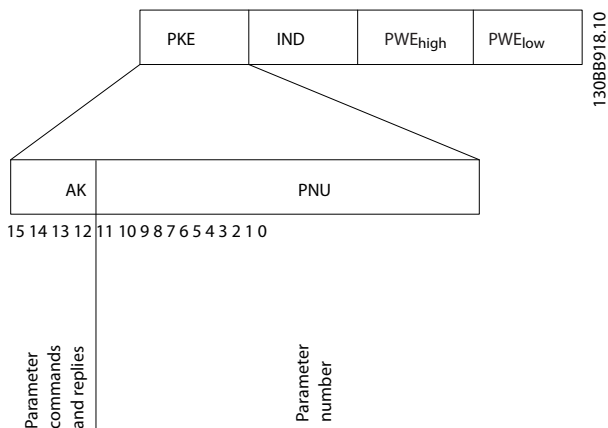 PKE IND PWEhigh PWElow
130BB918.10
AK PNU
15 14 13 12 11 10 9 8 7 6 5 4 3 2 1 0
Parameter
commands
and replies
Parameter
number